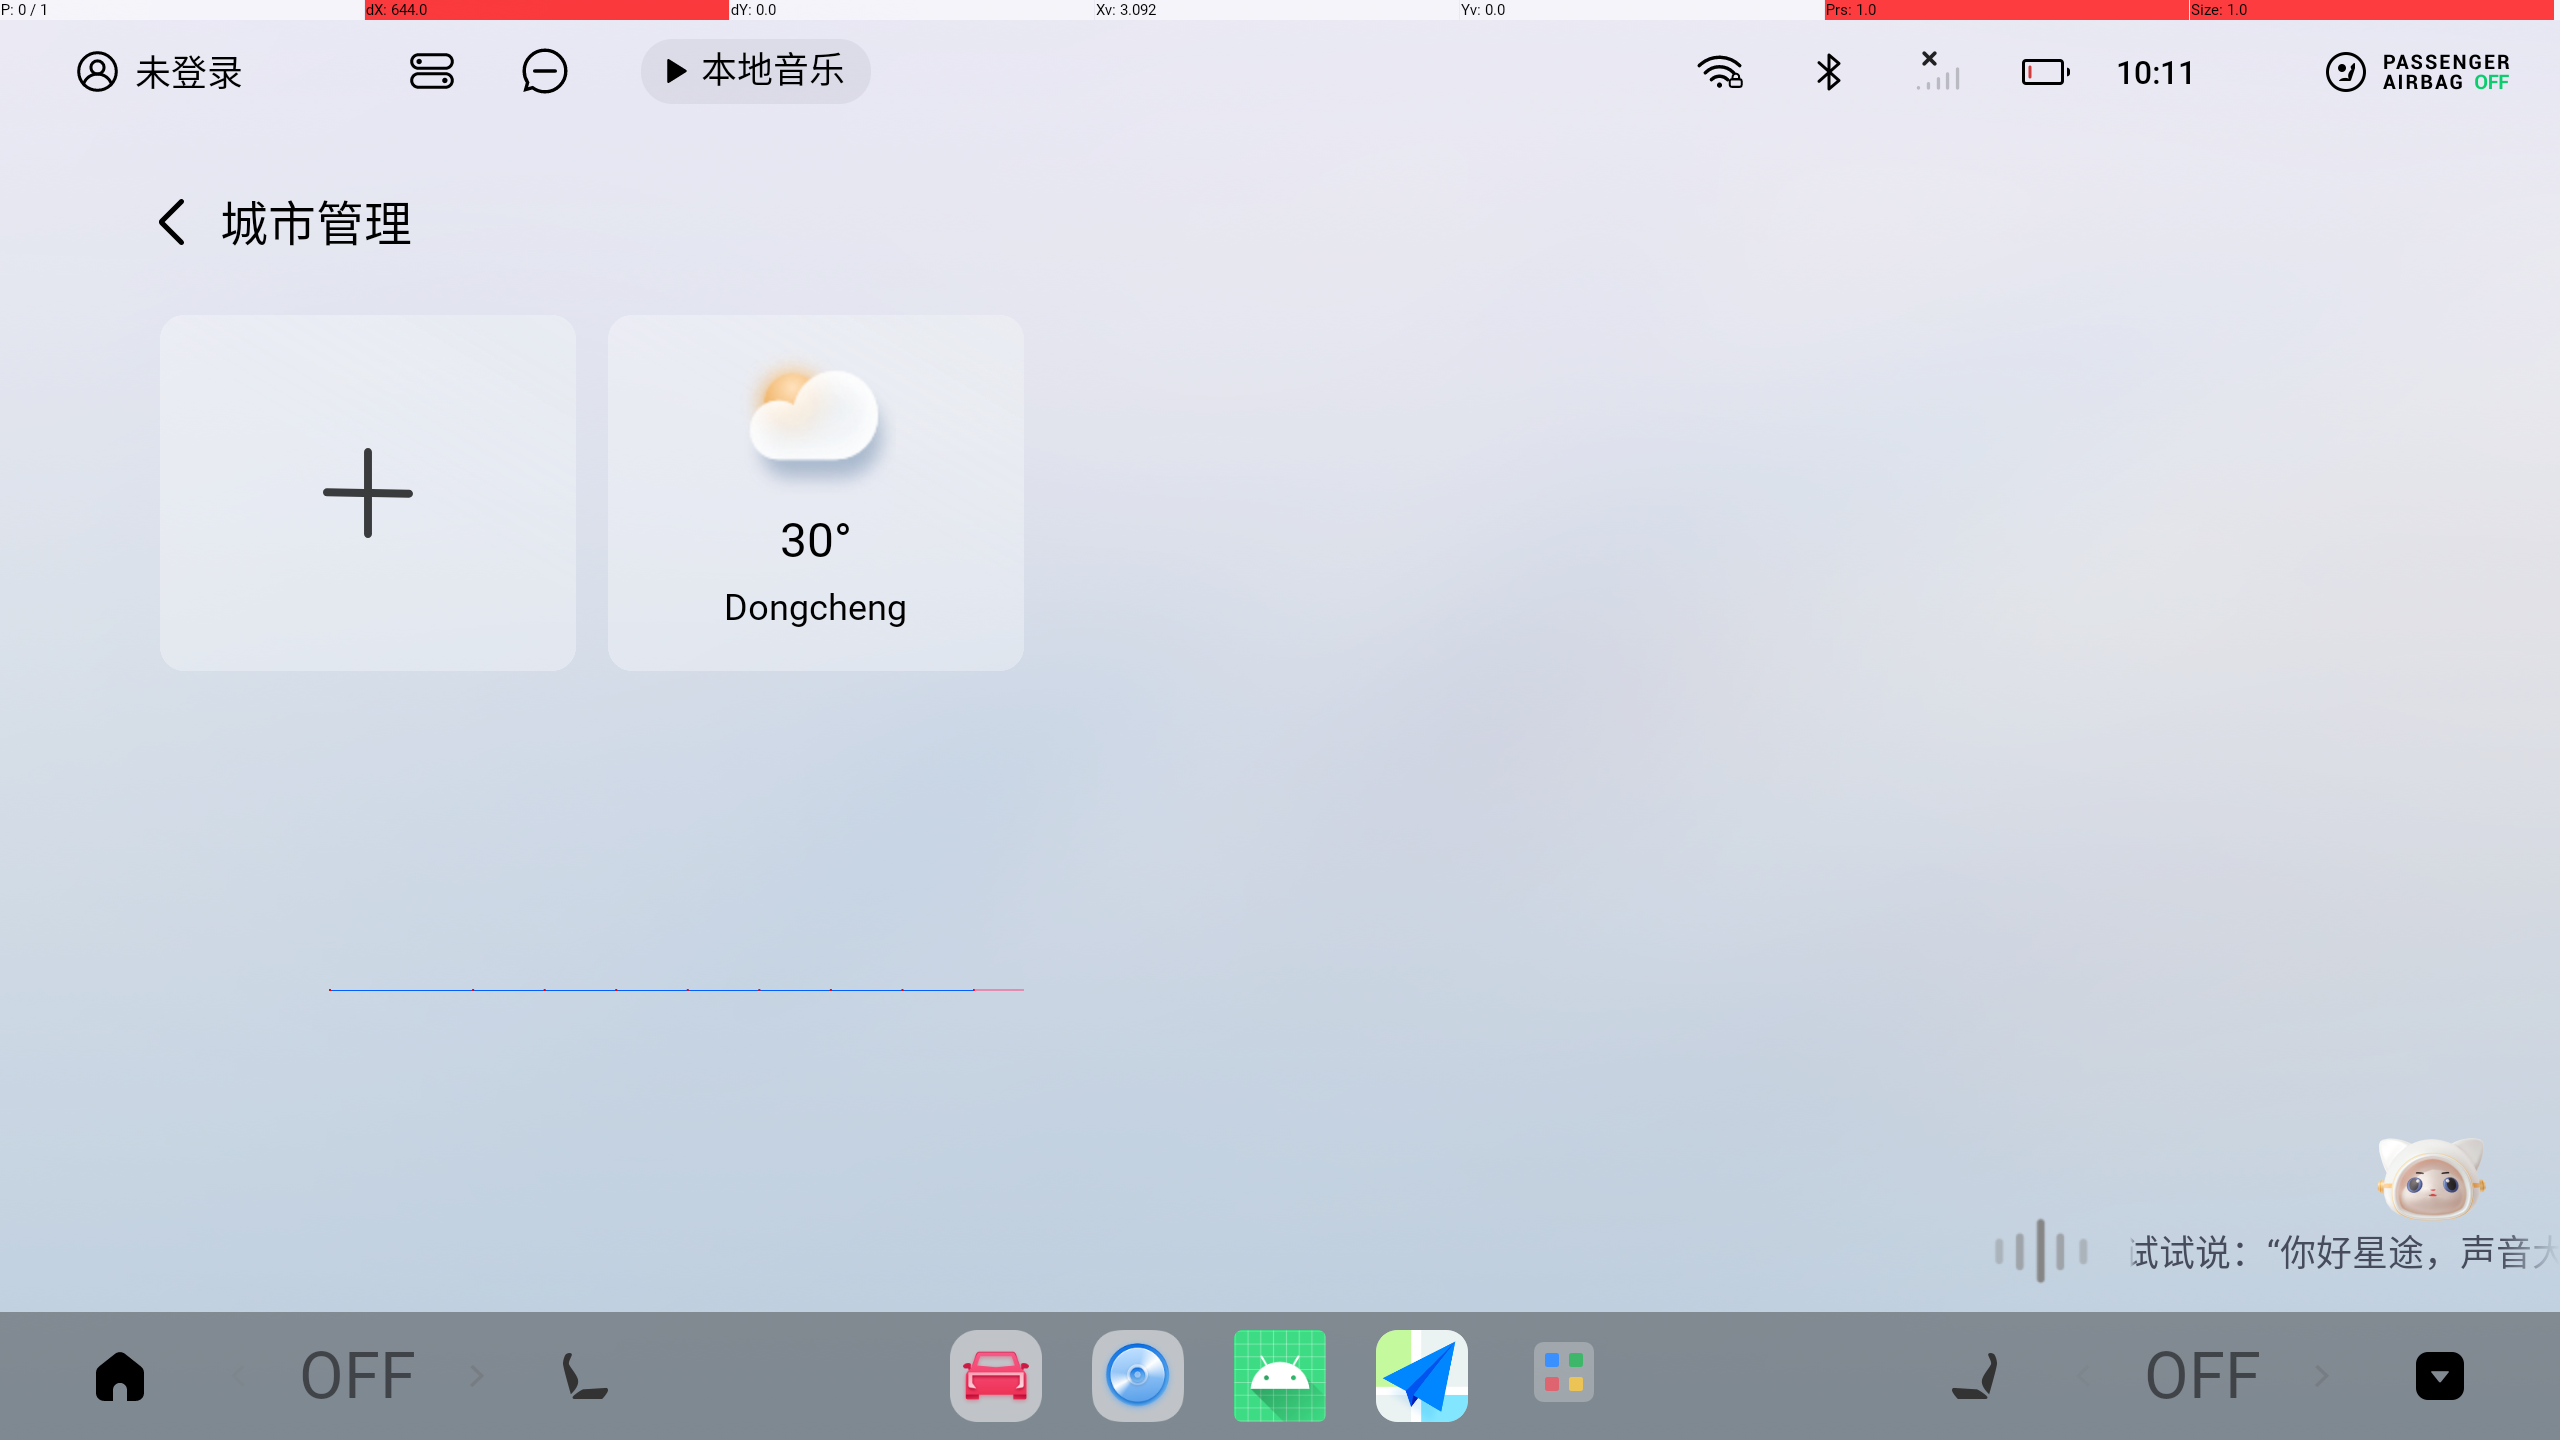 P: 0 / 1
dX: 644.0
dY: 0.0
Xv: 3.092
Yv: 0.0
Prs: 1.0
Size: 1.0
未登录
本地音乐
10:11
PASSENGER
AIRBAG OFF
城市管理
30°
Dongcheng
试试说：“你好星途，声音大
OFF
OFF